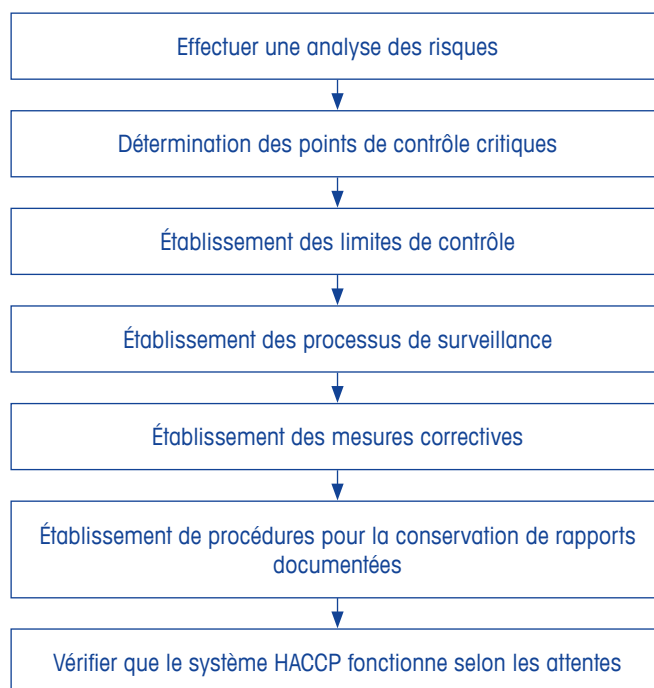 Effectuer une analyse des risques
Détermination des points de contrôle critiques
Établissement des limites de contrôle
Établissement des processus de surveillance
Établissement des mesures correctives
Établissement de procédures pour la conservation de rapports
documentées
Vérifier que le système HACCP fonctionne selon les attentes